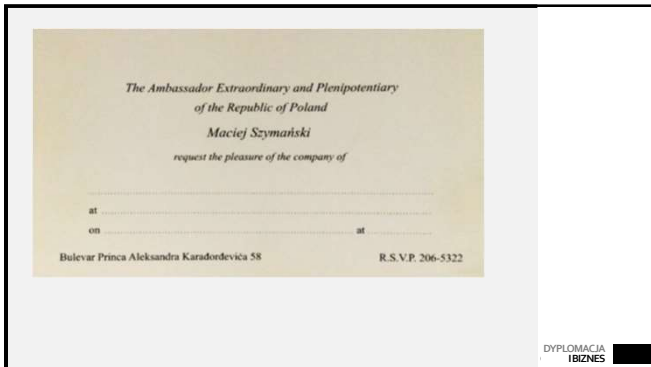 The Ambassador Extraordinary and Plenipotentiary
of the Republic of Poland
Maciej Szymański
request the pleasure of the company of
at
on at
Bulevar Princa Aleksandra Karađorđevića 58 R.S.V.P. 206-5322
DYPLOMACJA
I BIZNES